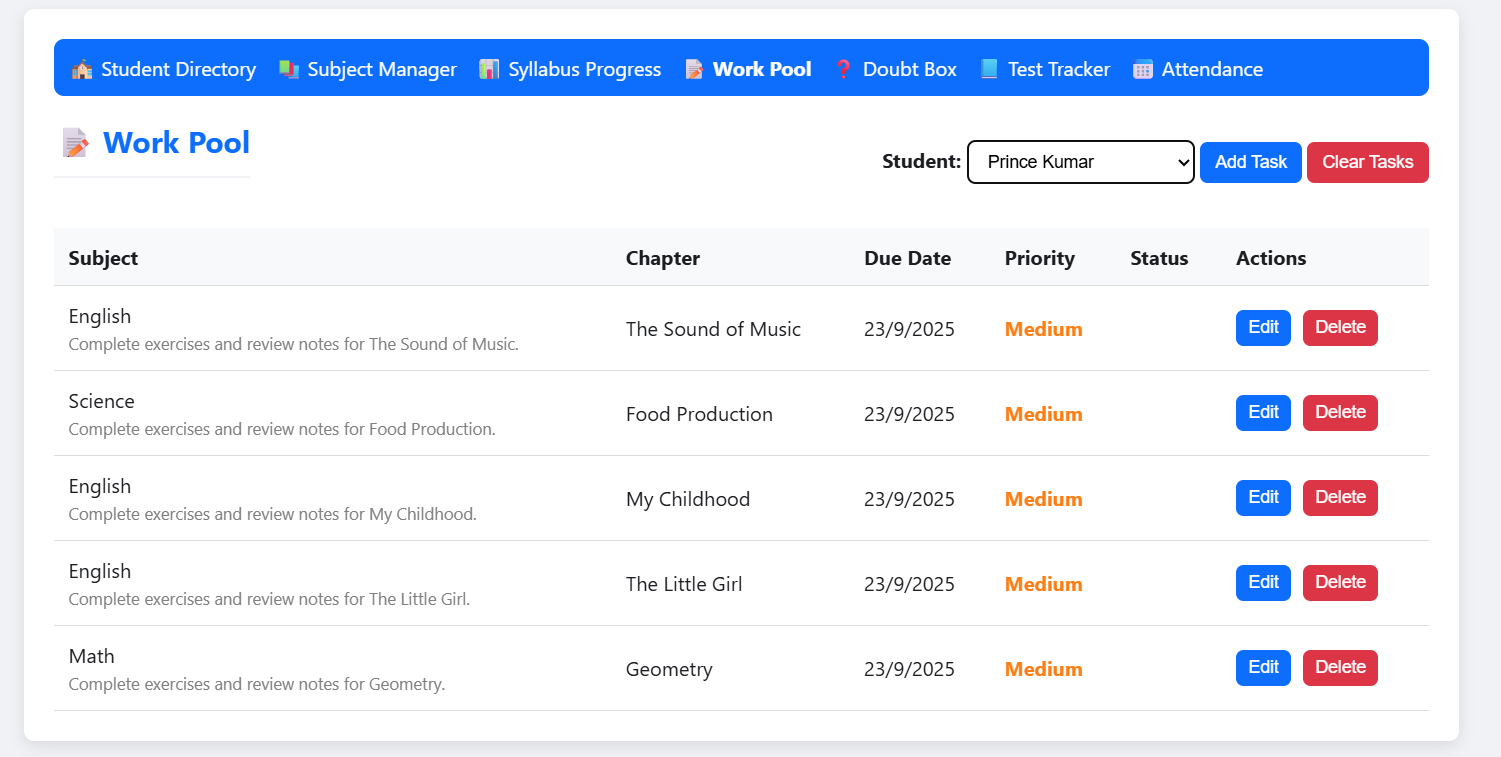 Student Directory Subject Manager Syllabus Progress Work Pool Doubt Box Test Tracker Attendance
Work Pool
Student: Prince Kumar Add Task Clear Tasks
Subject Chapter Due Date Priority Status Actions
English
Complete exercises and review notes for The Sound of Music.
The Sound of Music 23/9/2025 Medium Edit Delete
Science
Complete exercises and review notes for Food Production.
Food Production 23/9/2025 Medium Edit Delete
English
Complete exercises and review notes for My Childhood.
My Childhood 23/9/2025 Medium Edit Delete
English
Complete exercises and review notes for The Little Girl.
The Little Girl 23/9/2025 Medium Edit Delete
Math
Complete exercises and review notes for Geometry.
Geometry 23/9/2025 Medium Edit Delete